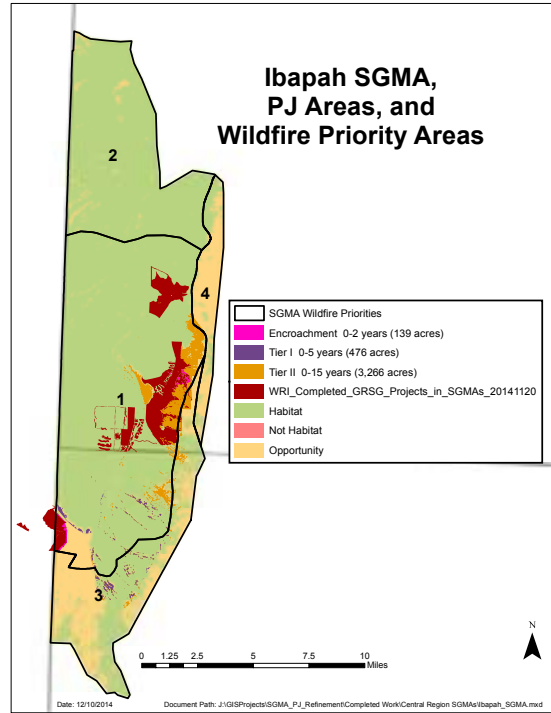 Ibapah SGMA,
PJ Areas, and
Wildfire Priority Areas
2
4
1
3
SGMA Wildfire Priorities
Encroachment 0-2 years (139 acres)
Tier I 0-5 years (476 acres)
Tier II 0-15 years (3,266 acres)
WRI_Completed_GRSG_Projects_in_SGMAs_20141120
Habitat
Not Habitat
Opportunity
N
0 1.25 2.5 5 7.5 10
Miles
Date: 12/10/2014 Document Path: J:\GISProjects\SGMA_PJ_Refinement\Completed Work\Central Region SGMAs\Ibapah_SGMA.mxd